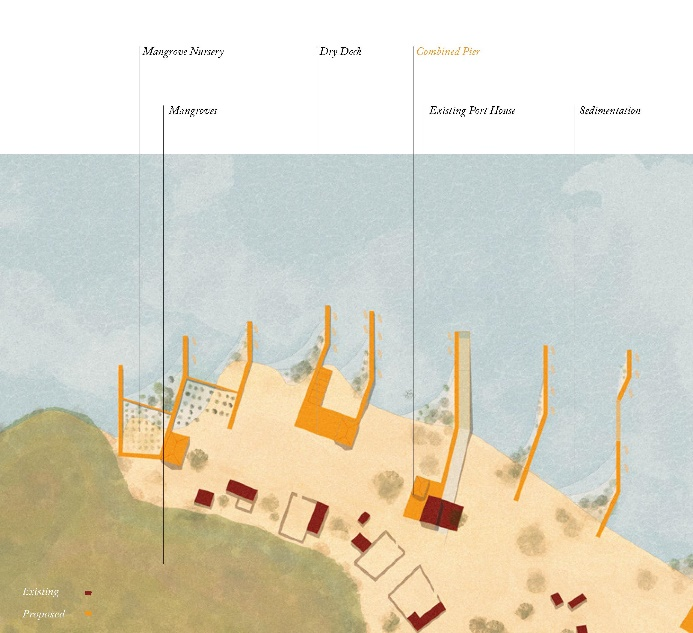 Mangrove Nursery
Dry Dock
Combined Pier
Mangroves
Existing Port House
Sedimentation
Existing
Proposed